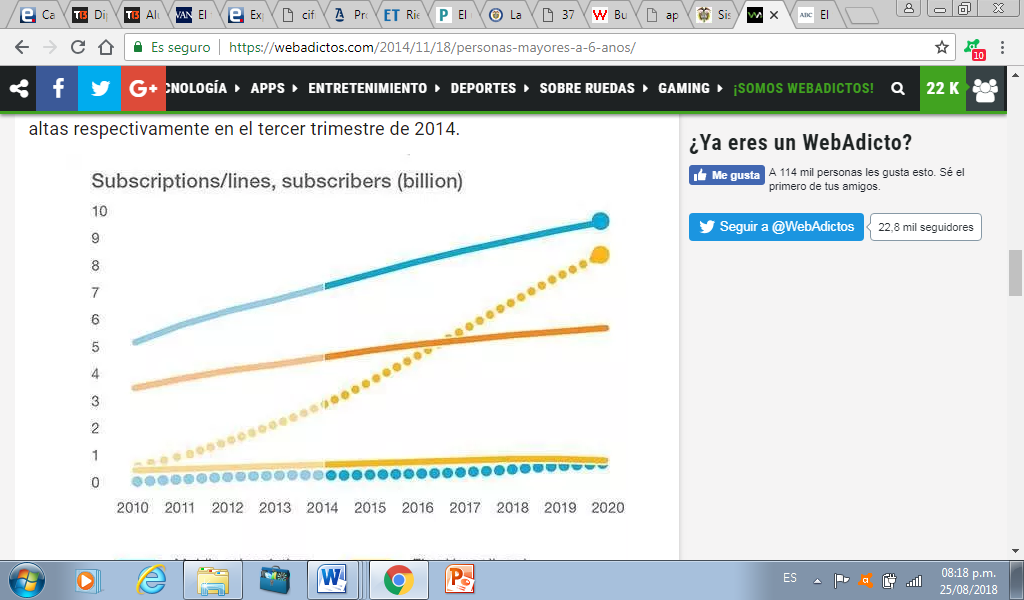 Ca
Di
Al
El
Ex
cif
Pr
Rie
El
La
37
Bu
ap
Sis
El
Es seguro
https://webadictos.com/2014/11/18/personas-mayores-a-6-anos/
10
CNOLOGÍA
APPS
ENTRETENIMIENTO
DEPORTES
SOBRE RUEDAS
GAMING
¡SOMOS WEBADICTOS!
22 K
altas respectivamente en el tercer trimestre de 2014.
Subscriptions/lines, subscribers (billion)
10
9
8
7
6
5
4
3
2
1
0
2010 2011 2012 2013 2014 2015 2016 2017 2018 2019 2020
¿Ya eres un WebAdicto?
Me gusta
A 114 mil personas les gusta esto. Sé el
primero de tus amigos.
Seguir a @WebAdictos
22,8 mil seguidores
ES
08:18 p.m.
25/08/2018